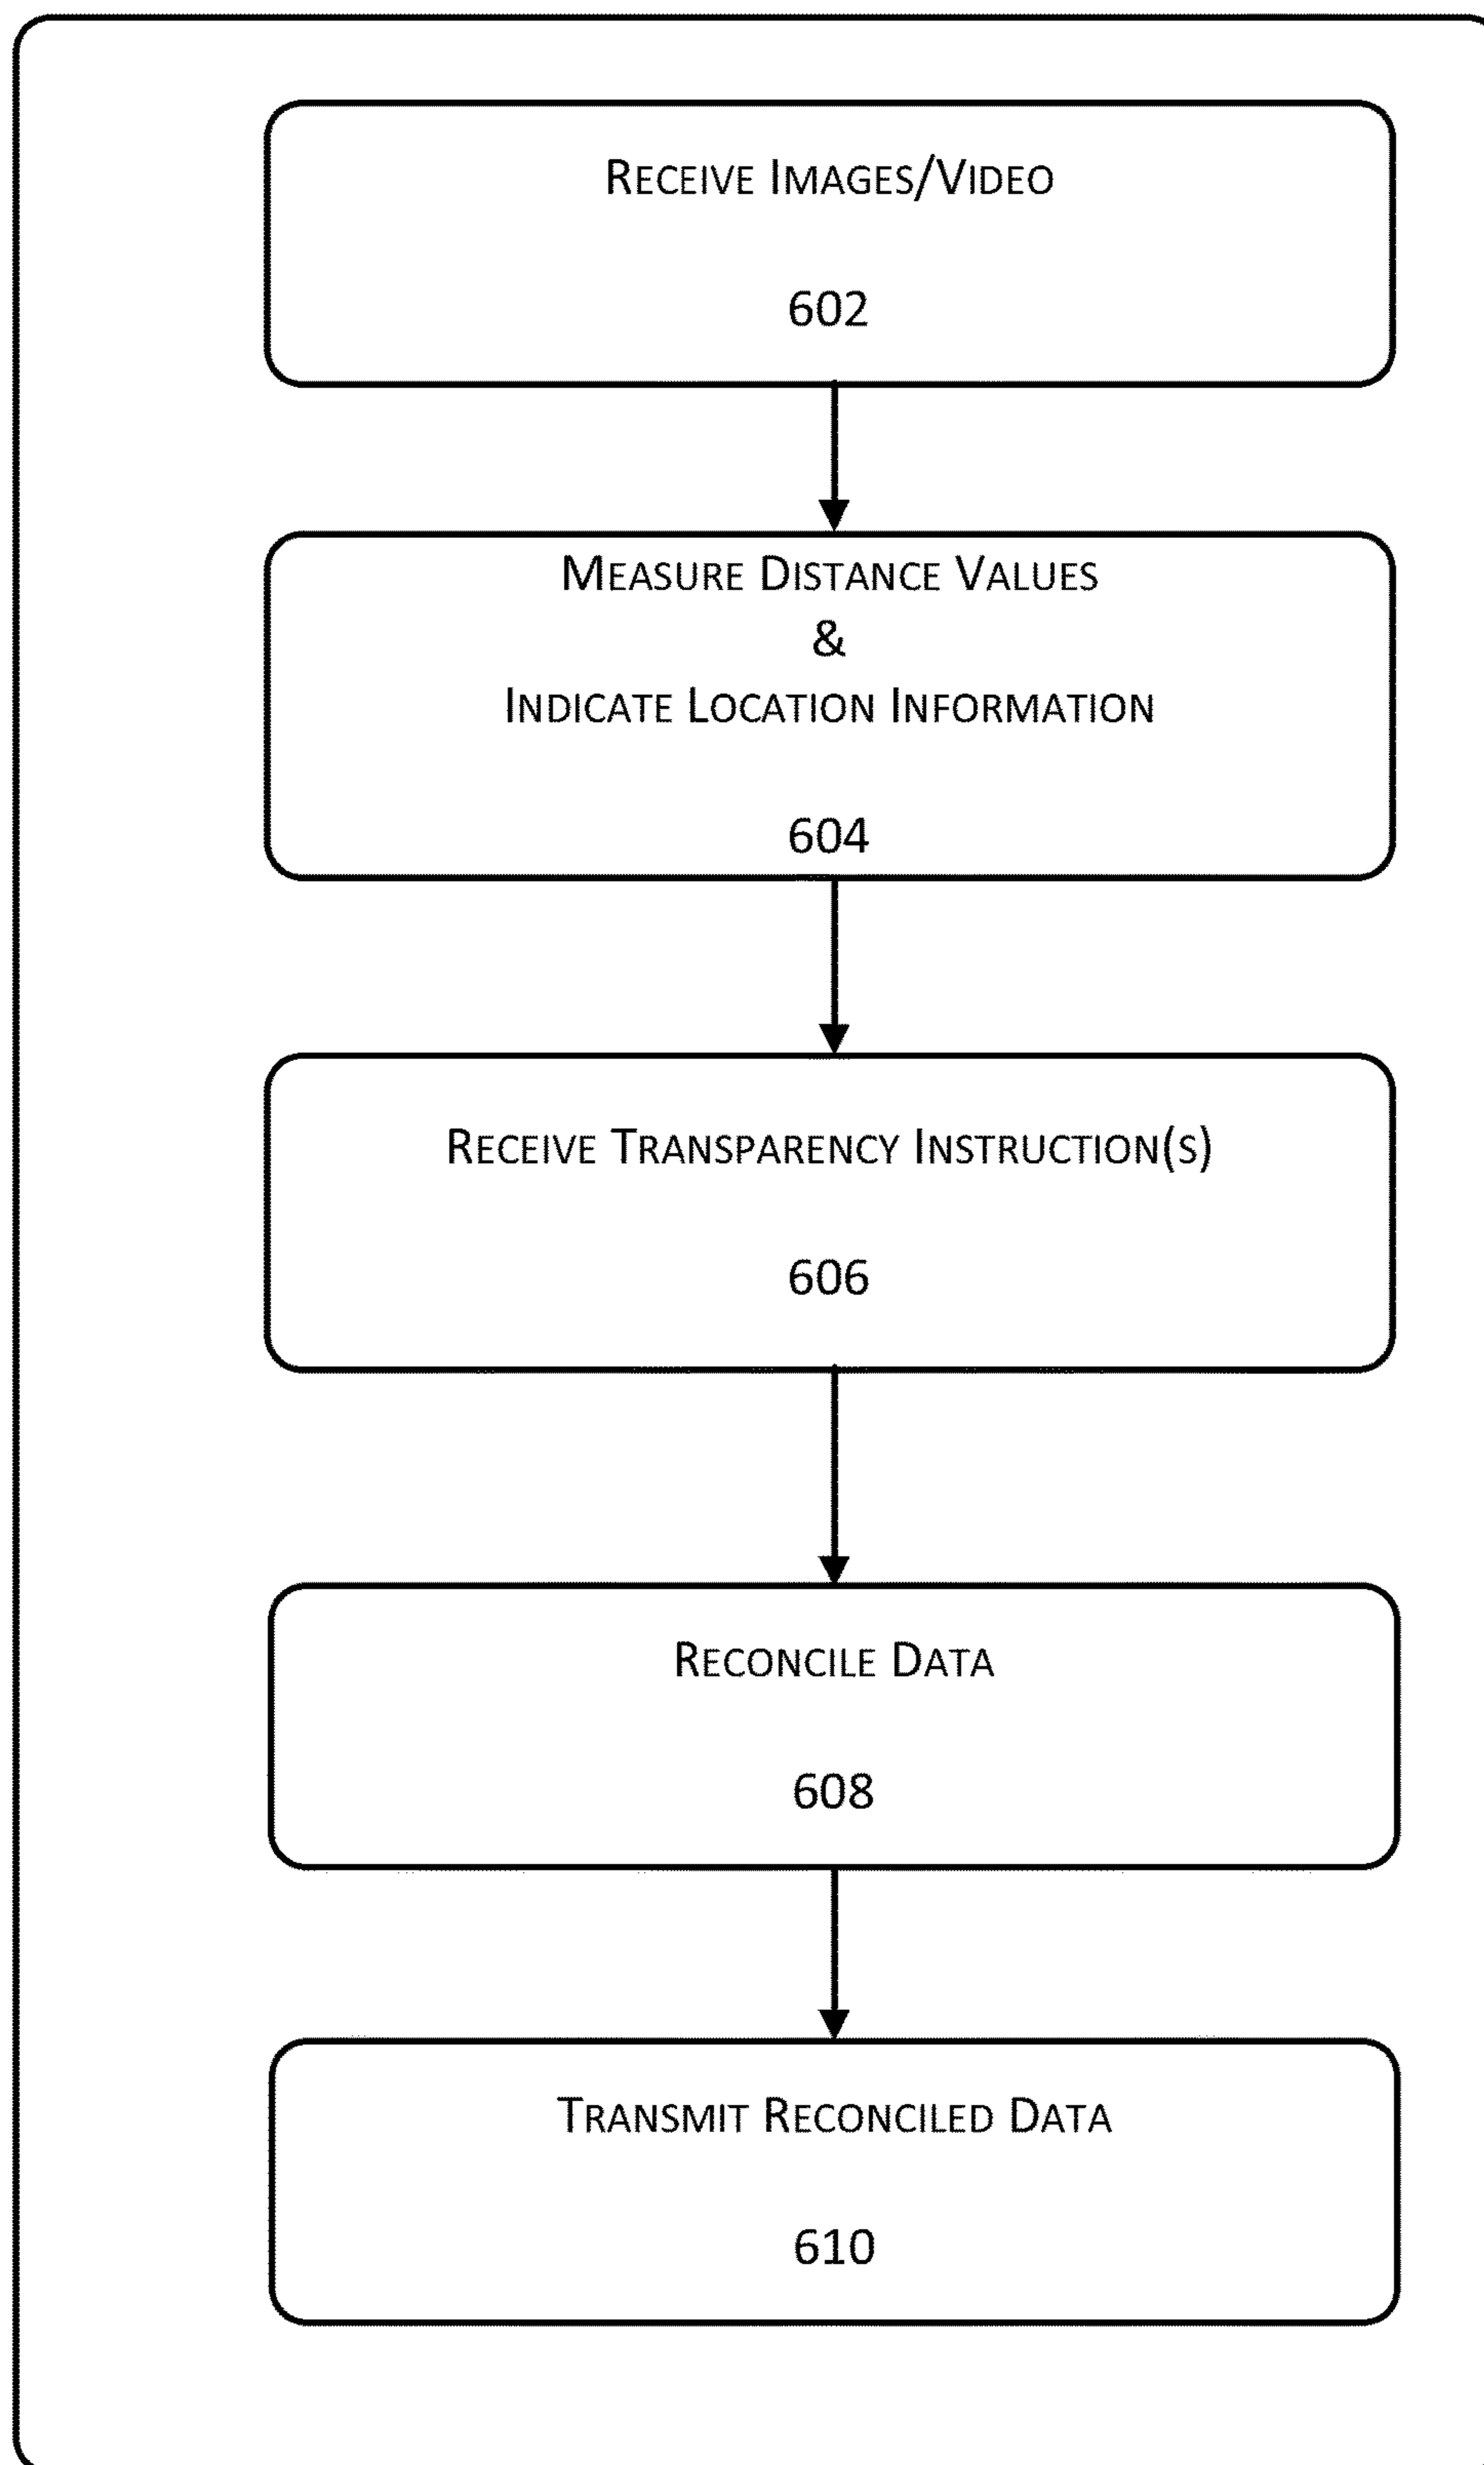 Receive Images/Video
602
Measure Distance Values
&
Indicate Location Information
604
Receive Transparency Instruction(s)
606
Reconcile Data
608
Transmit Reconciled Data
610